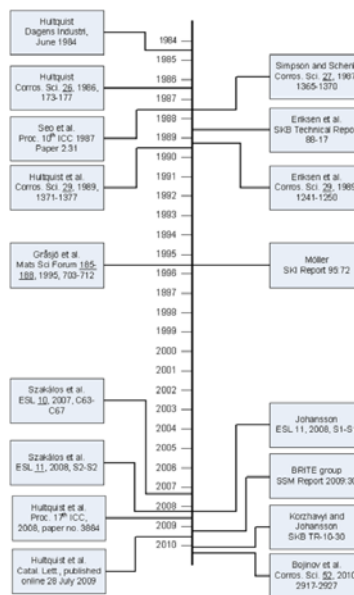 Hultquist
Dagens Industri,
June 1984
Hultquist
Corros. Sci. 26, 1986,
173-177
Seo et al.
Proc. 10th ICC 1987
Paper 2.31
Hultquist et al.
Corros. Sci. 29, 1989,
1371-1377
Gråsjö et al.
Mats Sci Forum 185-
188, 1995, 703-712
Szakálos et al.
ESL 10, 2007, C63-
C67
Szakálos et al.
ESL 11, 2008, S2-S2
Hultquist et al.
Proc. 17th ICC,
2008, paper no. 3884
Hultquist et al.
Catal. Lett., published
online 28 July 2009
1984
1985
1986
1987
1988
1989
1990
1991
1992
1993
1994
1995
1996
1997
1998
1999
2000
2001
2002
2003
2004
2005
2006
2007
2008
2009
2010
Simpson and Schenk
Corros. Sci. 27, 1987
1365-1370
Eriksen et al.
SKB Technical Repo
88-17
Eriksen et al.
Corros. Sci. 29, 1989
1241-1250
Möller
SKI Report 95:72
Johansson
ESL 11, 2008, S1-S
BRITE group
SSM Report 2009:30
Korzhavyi and
Johansson
SKB TR-10-30
Bojinov et al.
Corros. Sci. 52, 2010
2917-2927